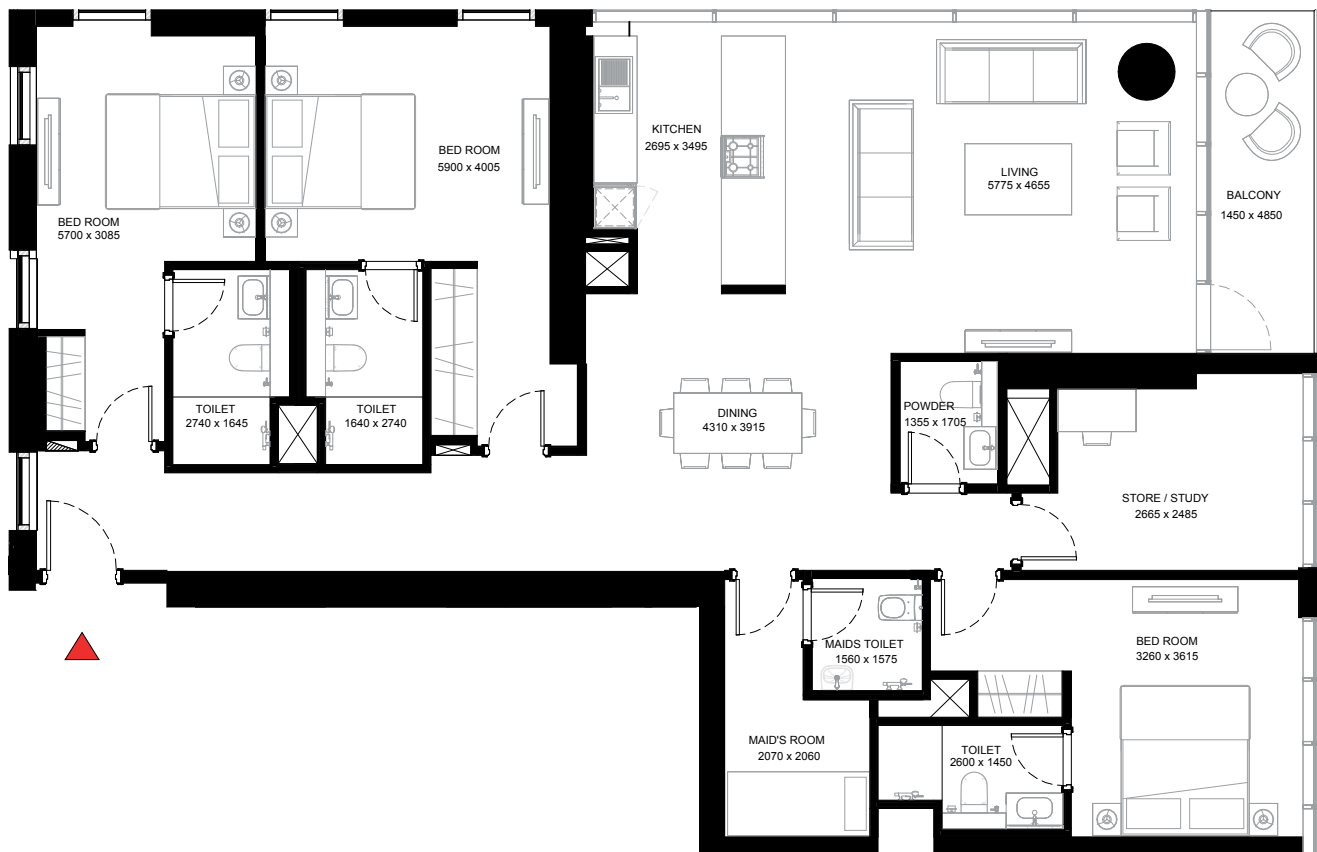 BED ROOM
5700 x 3085
BED ROOM
5900 x 4005
KITCHEN
2695 x 3495
LIVING
5775 x 4655
BALCONY
1450 x 4850
TOILET
2740 x 1645
TOILET
1640 x 2740
DINING
4310 x 3915
POWDER
1355 x 1705
STORE / STUDY
2665 x 2485
MAIDS TOILET
1560 x 1575
BED ROOM
3260 x 3615
MAID'S ROOM
2070 x 2060
TOILET
2600 x 1450